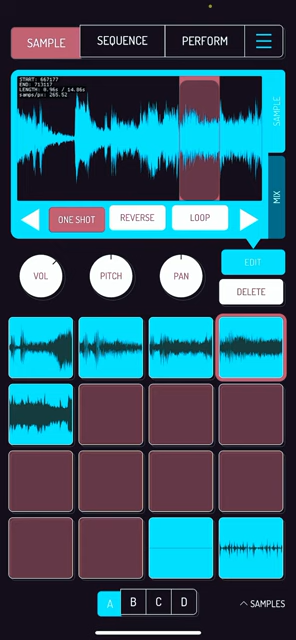 SAMPLE SEQUENCE PERFORM
START: 667177
END: 713117
LENGTH: 0.96s / 14.86s
samps/px: 265.52
SAMPLE
MIX
ONE SHOT REVERSE LOOP
VOL PITCH PAN EDIT
DELETE
A B C D SAMPLES